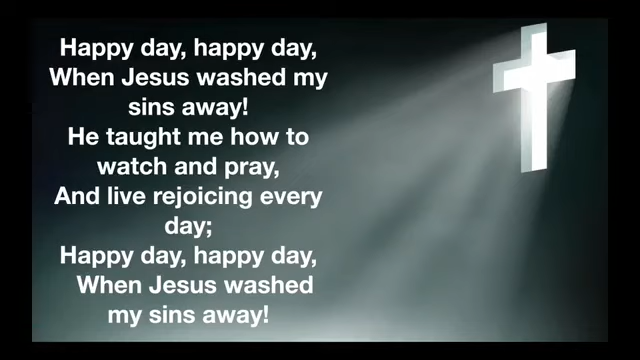 Happy day, happy day,
When Jesus washed my
sins away!
He taught me how to
watch and pray,
And live rejoicing every
day;
Happy day, happy day,
When Jesus washed
my sins away!